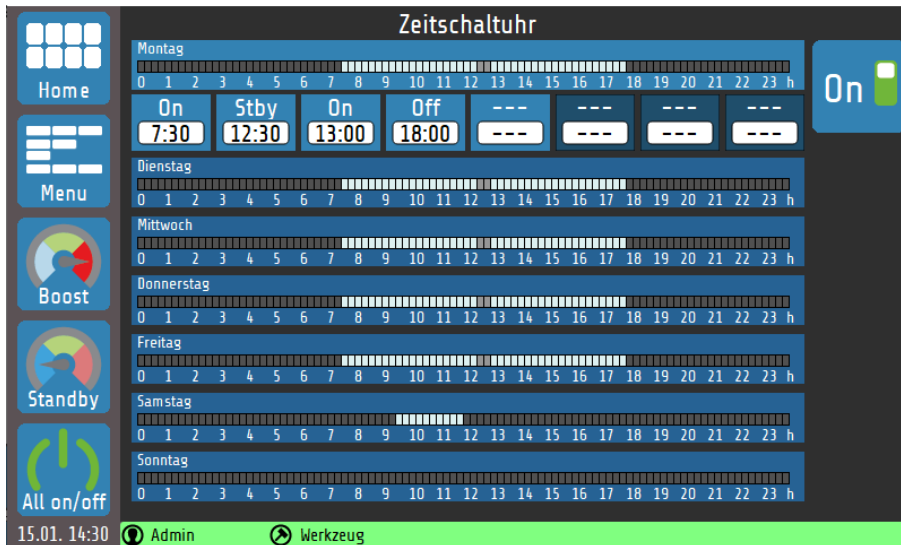 Zeitschaltuhr
Home
Menu
Boost
Standby
All on/off
15.01. 14:30
Montag
0 1 2 3 4 5 6 7 8 9 10 11 12 13 14 15 16 17 18 19 20 21 22 23 h
On Stby On Off --- --- --- ---
7:30 12:30 13:00 18:00 --- --- --- ---
Dienstag
0 1 2 3 4 5 6 7 8 9 10 11 12 13 14 15 16 17 18 19 20 21 22 23 h
Mittwoch
0 1 2 3 4 5 6 7 8 9 10 11 12 13 14 15 16 17 18 19 20 21 22 23 h
Donnerstag
0 1 2 3 4 5 6 7 8 9 10 11 12 13 14 15 16 17 18 19 20 21 22 23 h
Freitag
0 1 2 3 4 5 6 7 8 9 10 11 12 13 14 15 16 17 18 19 20 21 22 23 h
Samstag
0 1 2 3 4 5 6 7 8 9 10 11 12 13 14 15 16 17 18 19 20 21 22 23 h
Sonntag
0 1 2 3 4 5 6 7 8 9 10 11 12 13 14 15 16 17 18 19 20 21 22 23 h
On
Admin Werkzeug